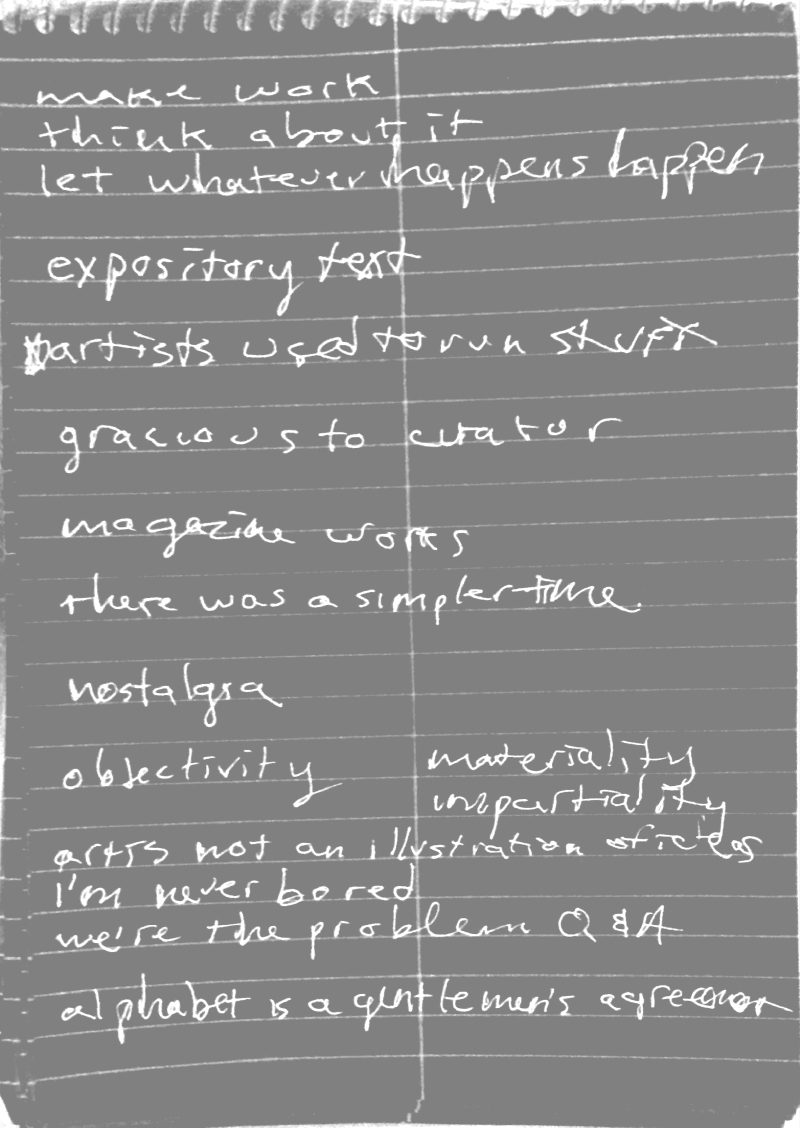 make work
think about it
let whatever happens happen
expository text
artists used to run stuff
gracious to curator
magazine works
there was a simpler time.
nostalgia
objectivity materiality
impartiality
art is not an illustration of ideas
I'm never bored
we're the problem Q & A
alphabet is a gentlemen's agreement